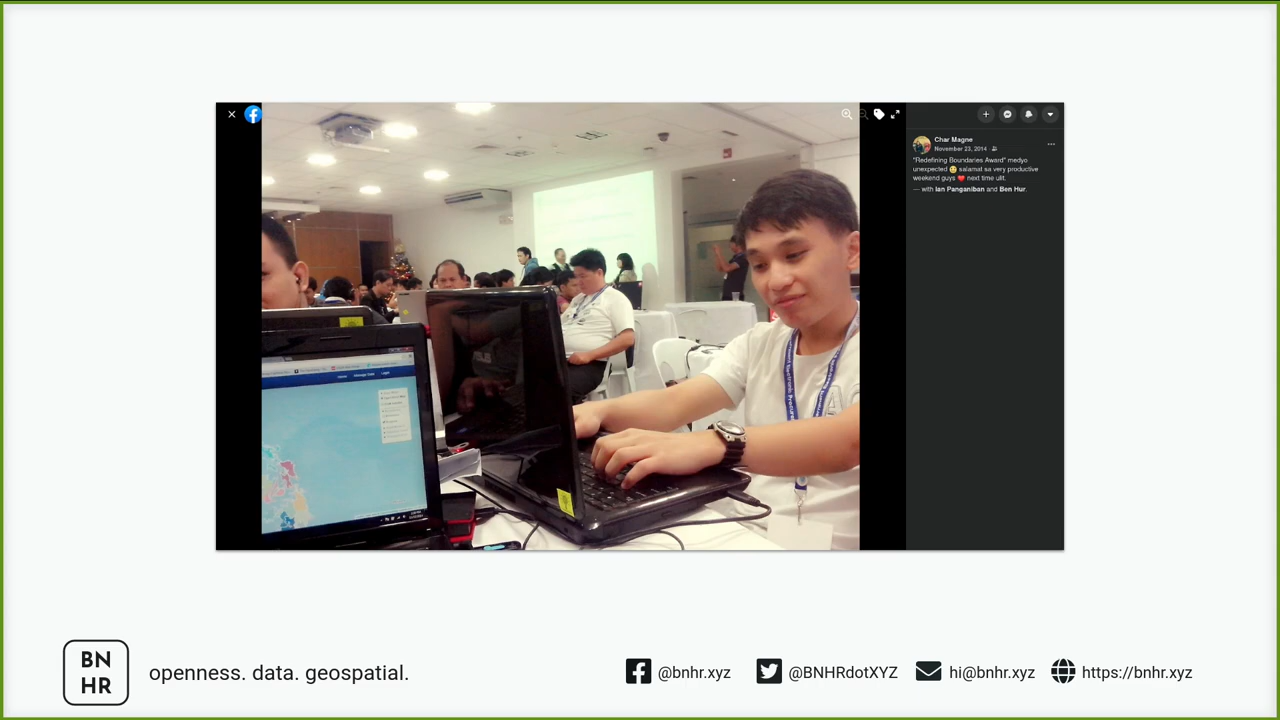 Char Magne
November 23, 2014
"Redefining Boundaries Award" medyo
unexpected 😢 salamat sa very productive
weekend guys ❤️ next time ulit.
— with Ian Panganiban and Ben Hur.
BN
HR
openness. data. geospatial.
@bnhr.xyz
@BNHRdotXYZ
hi@bnhr.xyz
https://bnhr.xyz